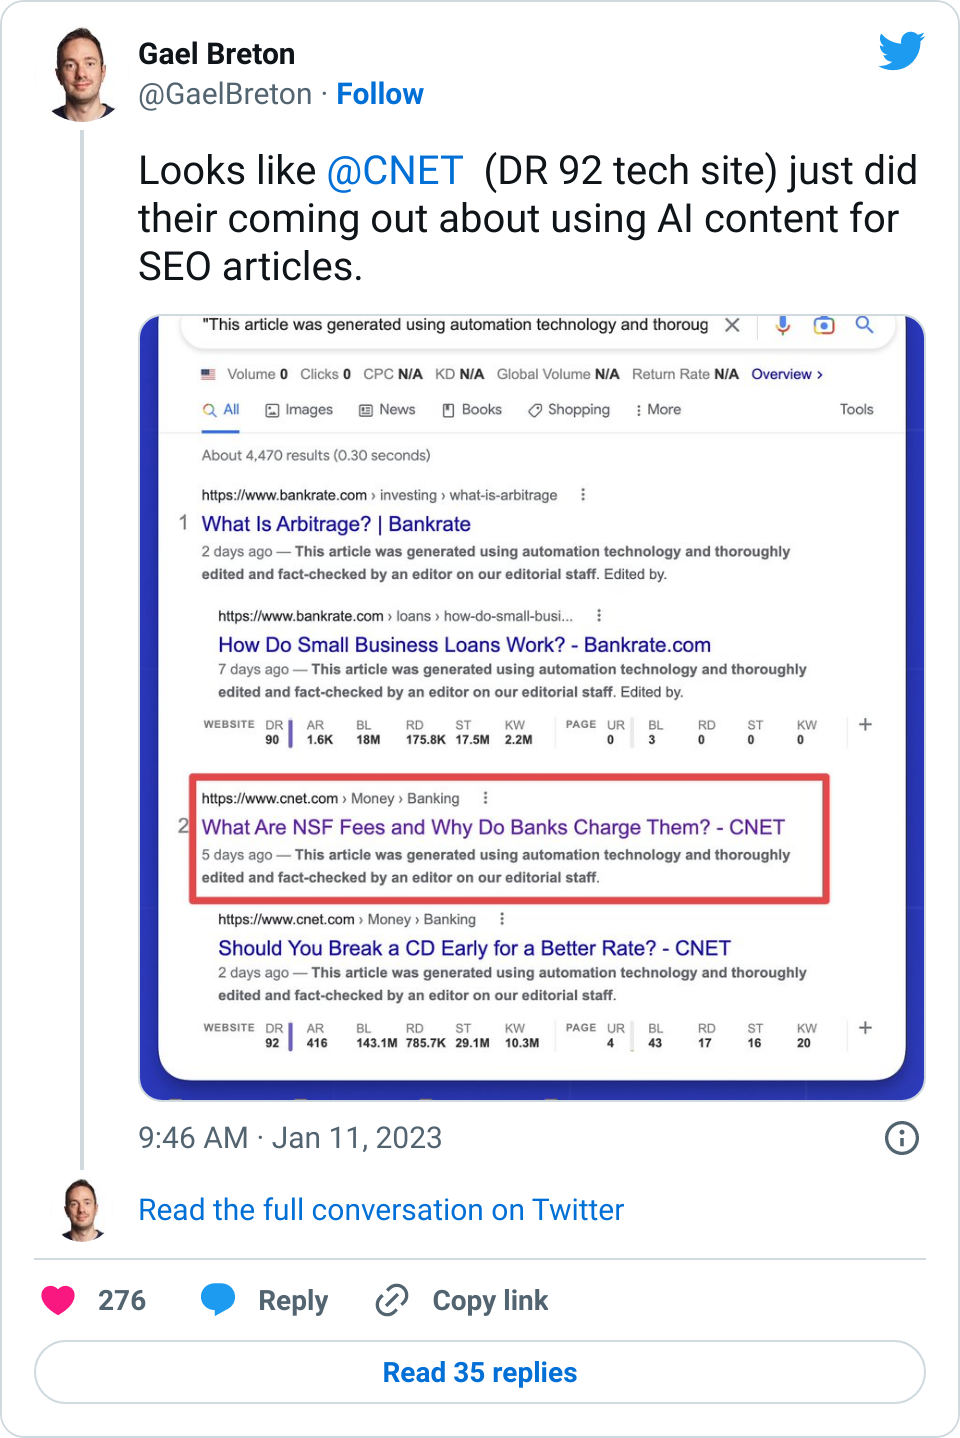 Gael Breton
@GaelBreton · Follow
Looks like @CNET (DR 92 tech site) just did
their coming out about using AI content for
SEO articles.
"This article was generated using automation technology and thoroug
Volume 0 Clicks 0 CPC N/A KD N/A Global Volume N/A Return Rate N/A Overview ›
All Images News Books Shopping More Tools
About 4,470 results (0.30 seconds)
https://www.bankrate.com › investing › what-is-arbitrage
1 What Is Arbitrage? | Bankrate
2 days ago — This article was generated using automation technology and thoroughly
edited and fact-checked by an editor on our editorial staff. Edited by.
https://www.bankrate.com › loans › how-do-small-busi...
How Do Small Business Loans Work? - Bankrate.com
7 days ago — This article was generated using automation technology and thoroughly
edited and fact-checked by an editor on our editorial staff. Edited by.
WEBSITE DR AR BL RD ST KW PAGE UR BL RD ST KW
90 1.6K 18M 175.8K 17.5M 2.2M 0 3 0 0 0
https://www.cnet.com › Money › Banking
2 What Are NSF Fees and Why Do Banks Charge Them? - CNET
5 days ago — This article was generated using automation technology and thoroughly
edited and fact-checked by an editor on our editorial staff.
https://www.cnet.com › Money › Banking
Should You Break a CD Early for a Better Rate? - CNET
2 days ago — This article was generated using automation technology and thoroughly
edited and fact-checked by an editor on our editorial staff.
WEBSITE DR AR BL RD ST KW PAGE UR BL RD ST KW
92 416 143.1M 785.7K 29.1M 10.3M 4 43 17 16 20
9:46 AM · Jan 11, 2023
Read the full conversation on Twitter
276 Reply Copy link
Read 35 replies